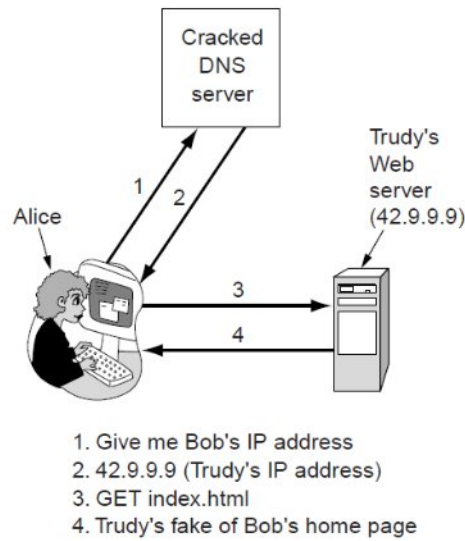 Cracked
DNS
server
Trudy's
Web
server
(42.9.9.9)
1
2
Alice
3
4
1. Give me Bob's IP address
2. 42.9.9.9 (Trudy's IP address)
3. GET index.html
4. Trudy's fake of Bob's home page